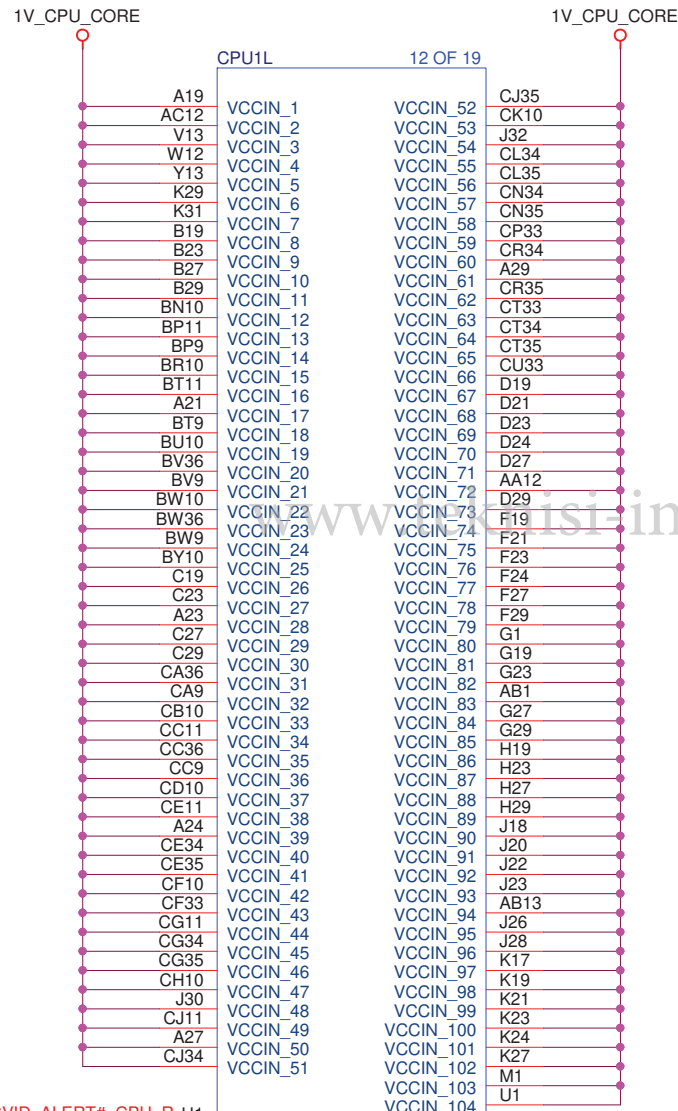 1V_CPU_CORE 1V_CPU_CORE
CPU1L 12 OF 19
A19 VCCIN_1 VCCIN_52 CJ35
AC12 VCCIN_2 VCCIN_53 CK10
V13 VCCIN_3 VCCIN_54 J32
W12 VCCIN_4 VCCIN_55 CL34
Y13 VCCIN_5 VCCIN_56 CL35
K29 VCCIN_6 VCCIN_57 CN34
K31 VCCIN_7 VCCIN_58 CN35
B19 VCCIN_8 VCCIN_59 CP33
B23 VCCIN_9 VCCIN_60 CR34
B27 VCCIN_10 VCCIN_61 A29
B29 VCCIN_11 VCCIN_62 CR35
BN10 VCCIN_12 VCCIN_63 CT33
BP11 VCCIN_13 VCCIN_64 CT34
BP9 VCCIN_14 VCCIN_65 CT35
BR10 VCCIN_15 VCCIN_66 CU33
BT11 VCCIN_16 VCCIN_67 D19
A21 VCCIN_17 VCCIN_68 D21
BT9 VCCIN_18 VCCIN_69 D23
BU10 VCCIN_19 VCCIN_70 D24
BV36 VCCIN_20 VCCIN_71 D27
BV9 VCCIN_21 VCCIN_72 AA12
BW10 VCCIN_22 VCCIN_73 D29
www.teknisi-in
BW36 VCCIN_23 VCCIN_74 F19
BW9 VCCIN_24 VCCIN_75 F21
BY10 VCCIN_25 VCCIN_76 F23
C19 VCCIN_26 VCCIN_77 F24
C23 VCCIN_27 VCCIN_78 F27
A23 VCCIN_28 VCCIN_79 F29
C27 VCCIN_29 VCCIN_80 G1
C29 VCCIN_30 VCCIN_81 G19
CA36 VCCIN_31 VCCIN_82 G23
CA9 VCCIN_32 VCCIN_83 AB1
CB10 VCCIN_33 VCCIN_84 G27
CC11 VCCIN_34 VCCIN_85 G29
CC36 VCCIN_35 VCCIN_86 H19
CC9 VCCIN_36 VCCIN_87 H23
CD10 VCCIN_37 VCCIN_88 H27
CE11 VCCIN_38 VCCIN_89 H29
A24 VCCIN_39 VCCIN_90 J18
CE34 VCCIN_40 VCCIN_91 J20
CE35 VCCIN_41 VCCIN_92 J22
CF10 VCCIN_42 VCCIN_93 J23
CF33 VCCIN_43 VCCIN_94 AB13
CG11 VCCIN_44 VCCIN_95 J26
CG34 VCCIN_45 VCCIN_96 J28
CG35 VCCIN_46 VCCIN_97 K17
CH10 VCCIN_47 VCCIN_98 K19
J30 VCCIN_48 VCCIN_99 K21
CJ11 VCCIN_49 VCCIN_100 K23
A27 VCCIN_50 VCCIN_101 K24
CJ34 VCCIN_51 VCCIN_102 K27
VCCIN_103 M1
VCCIN_104 U1